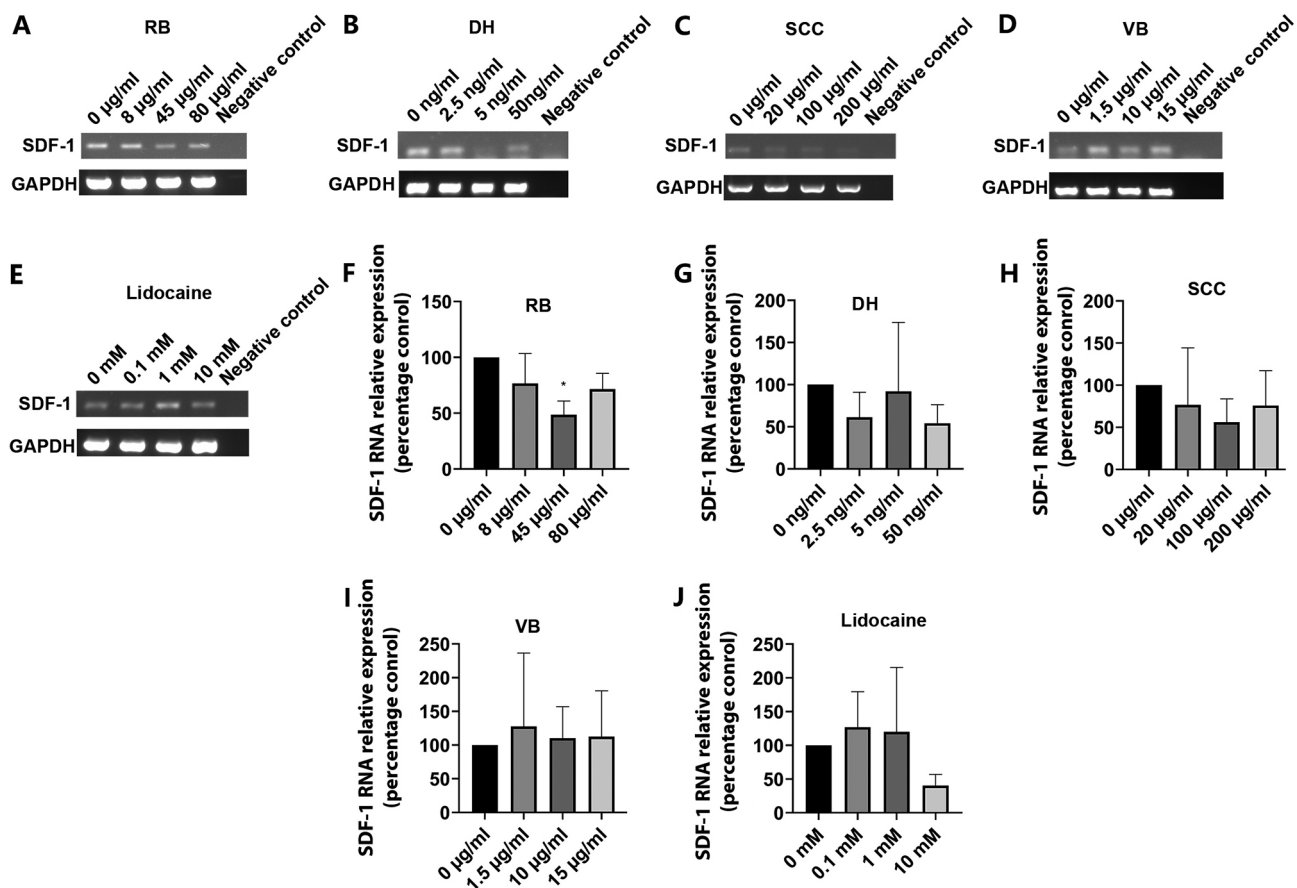 A
RB
0 µg/ml
8 µg/ml
45 µg/ml
80 µg/ml
Negative control
SDF-1
GAPDH
B
DH
0 ng/ml
2.5 ng/ml
5 ng/ml
50ng/ml
Negative control
SDF-1
GAPDH
C
SCC
0 µg/ml
20 µg/ml
100 µg/ml
200 µg/ml
Negative control
SDF-1
GAPDH
D
VB
0 µg/ml
1.5 µg/ml
10 µg/ml
15 µg/ml
Negative control
SDF-1
GAPDH
E
Lidocaine
0 mM
0.1 mM
1 mM
10 mM
Negative control
SDF-1
GAPDH
F
RB
SDF-1 RNA relative expression
(percentage conrol)
150
100
50
0
*
0 µg/ml
8 µg/ml
45 µg/ml
80 µg/ml
G
DH
SDF-1 RNA relative expression
(percentage control)
200
150
100
50
0
0 ng/ml
2.5 ng/ml
5 ng/ml
50 ng/ml
H
SCC
SDF-1 RNA relative expression
(percentage conrol)
200
150
100
50
0
0 µg/ml
20 µg/ml
100 µg/ml
200 µg/ml
I
VB
SDF-1 RNA relative expression
(percentage conrol)
250
200
150
100
50
0
0 µg/ml
1.5 µg/ml
10 µg/ml
15 µg/ml
J
Lidocaine
SDF-1 RNA relative expression
(percentage conrol)
250
200
150
100
50
0
0 mM
0.1 mM
1 mM
10 mM